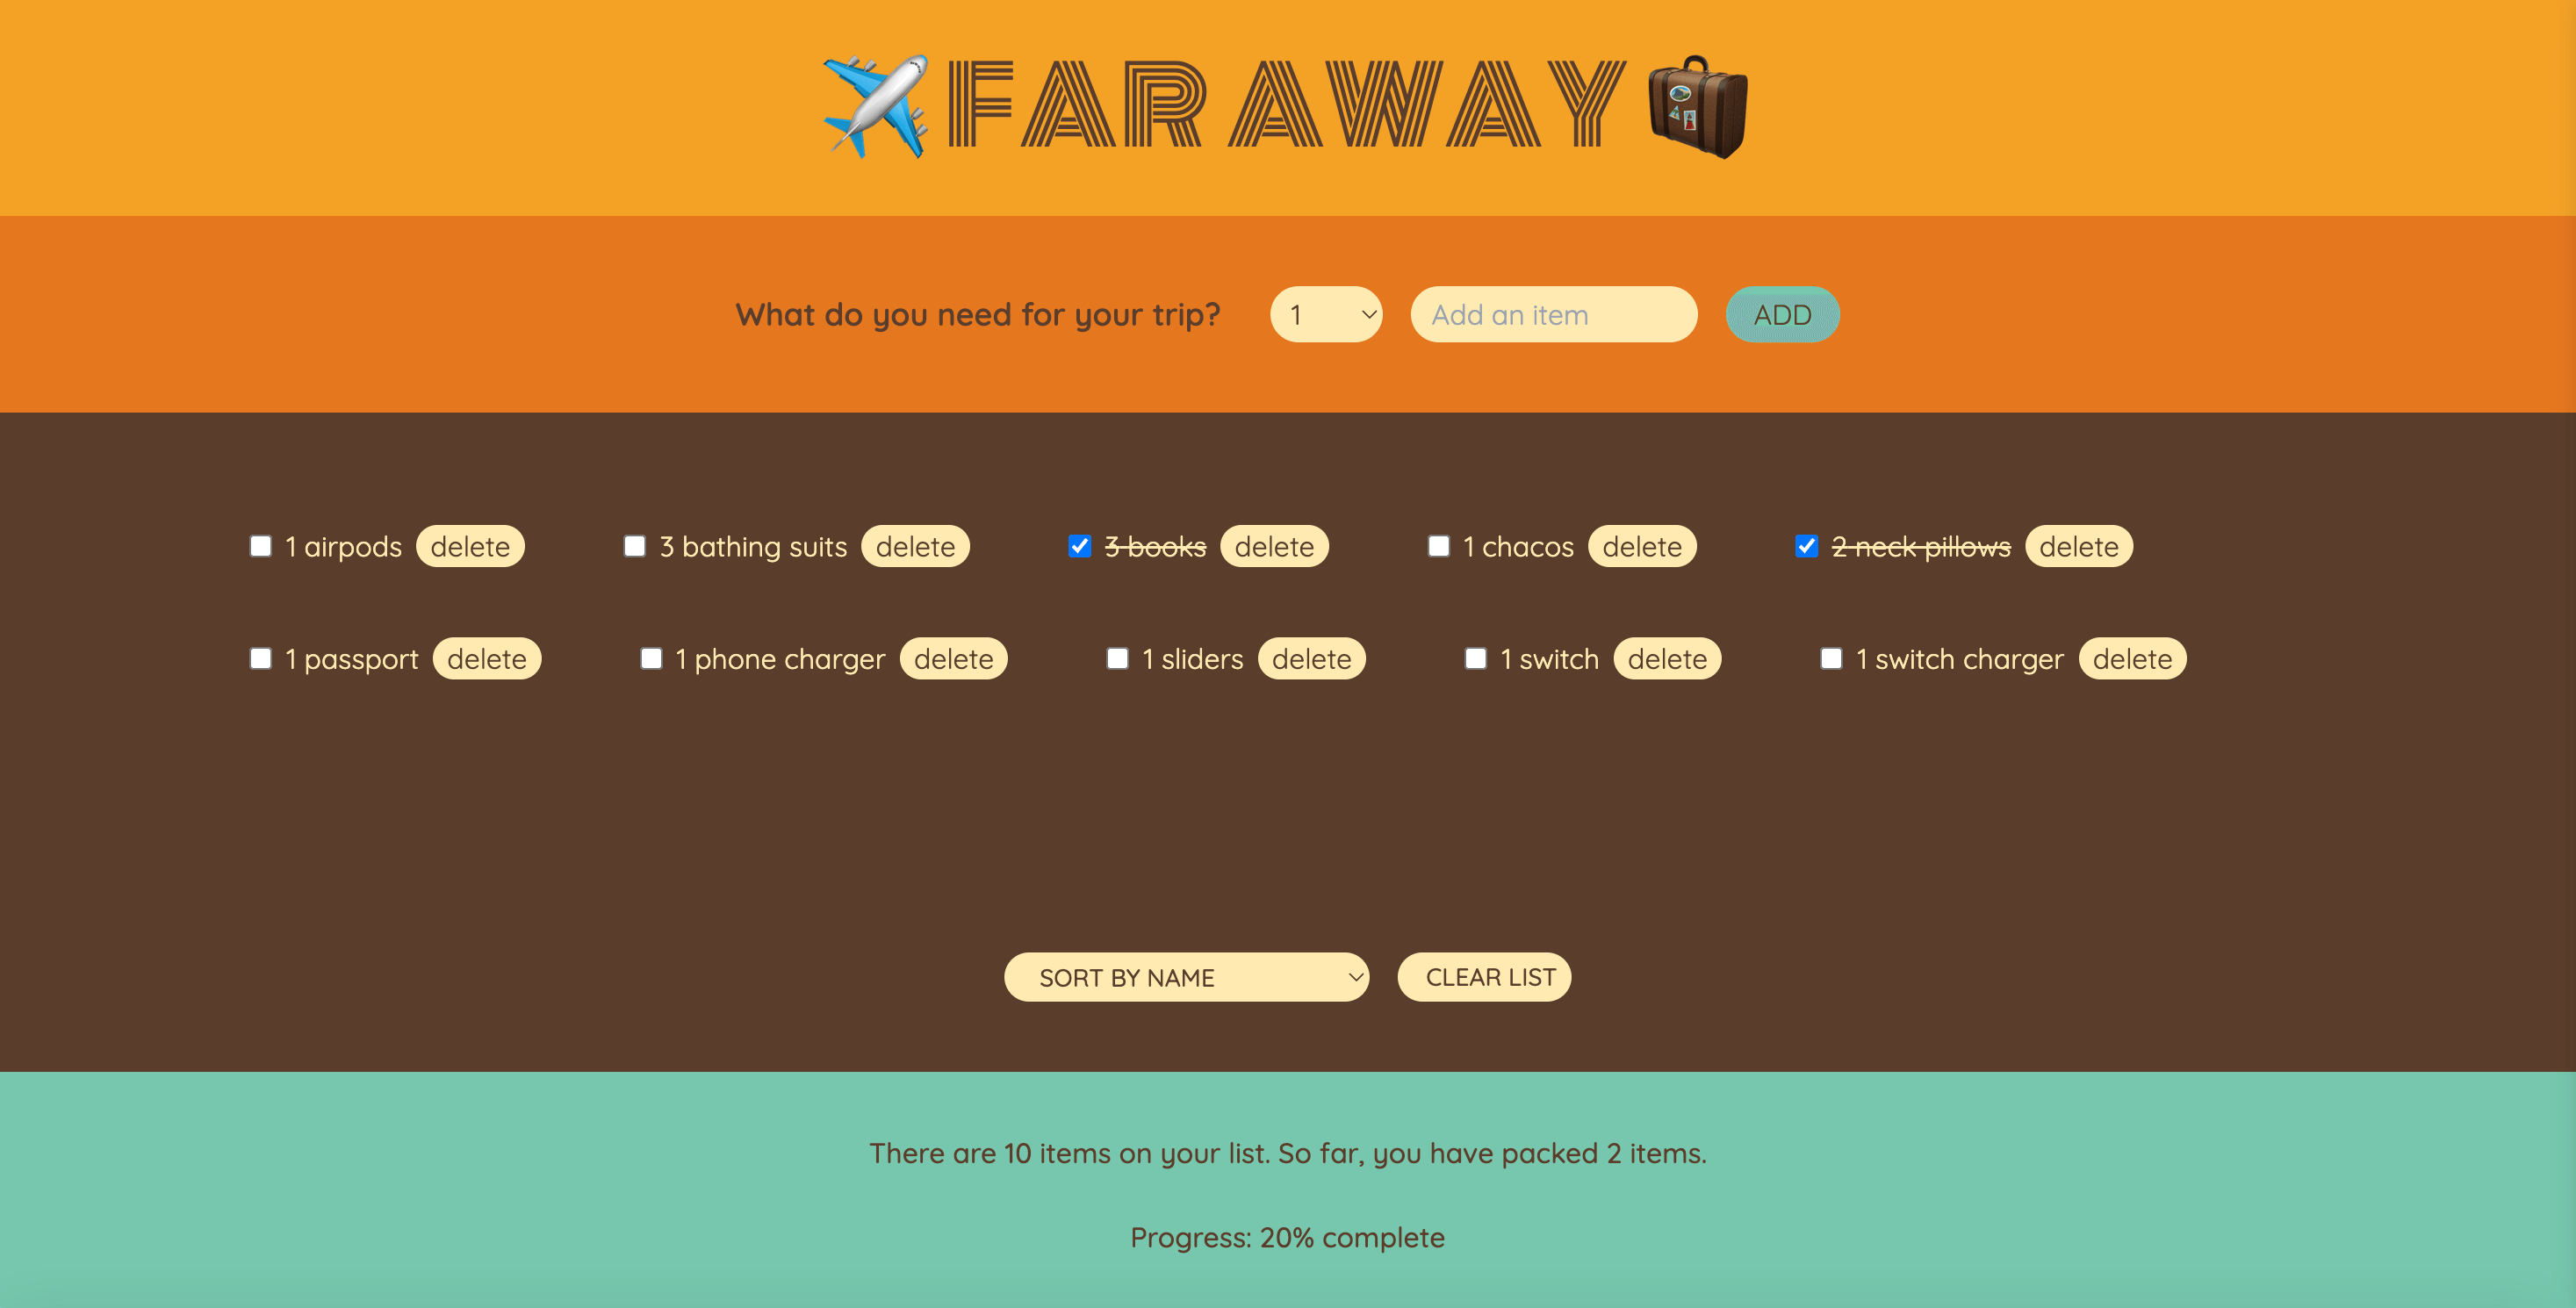 FAR AWAY
What do you need for your trip? 1 Add an item ADD
1 airpods delete 3 bathing suits delete 3 books delete 1 chacos delete 2 neck pillows delete
1 passport delete 1 phone charger delete 1 sliders delete 1 switch delete 1 switch charger delete
SORT BY NAME CLEAR LIST
There are 10 items on your list. So far, you have packed 2 items.
Progress: 20% complete